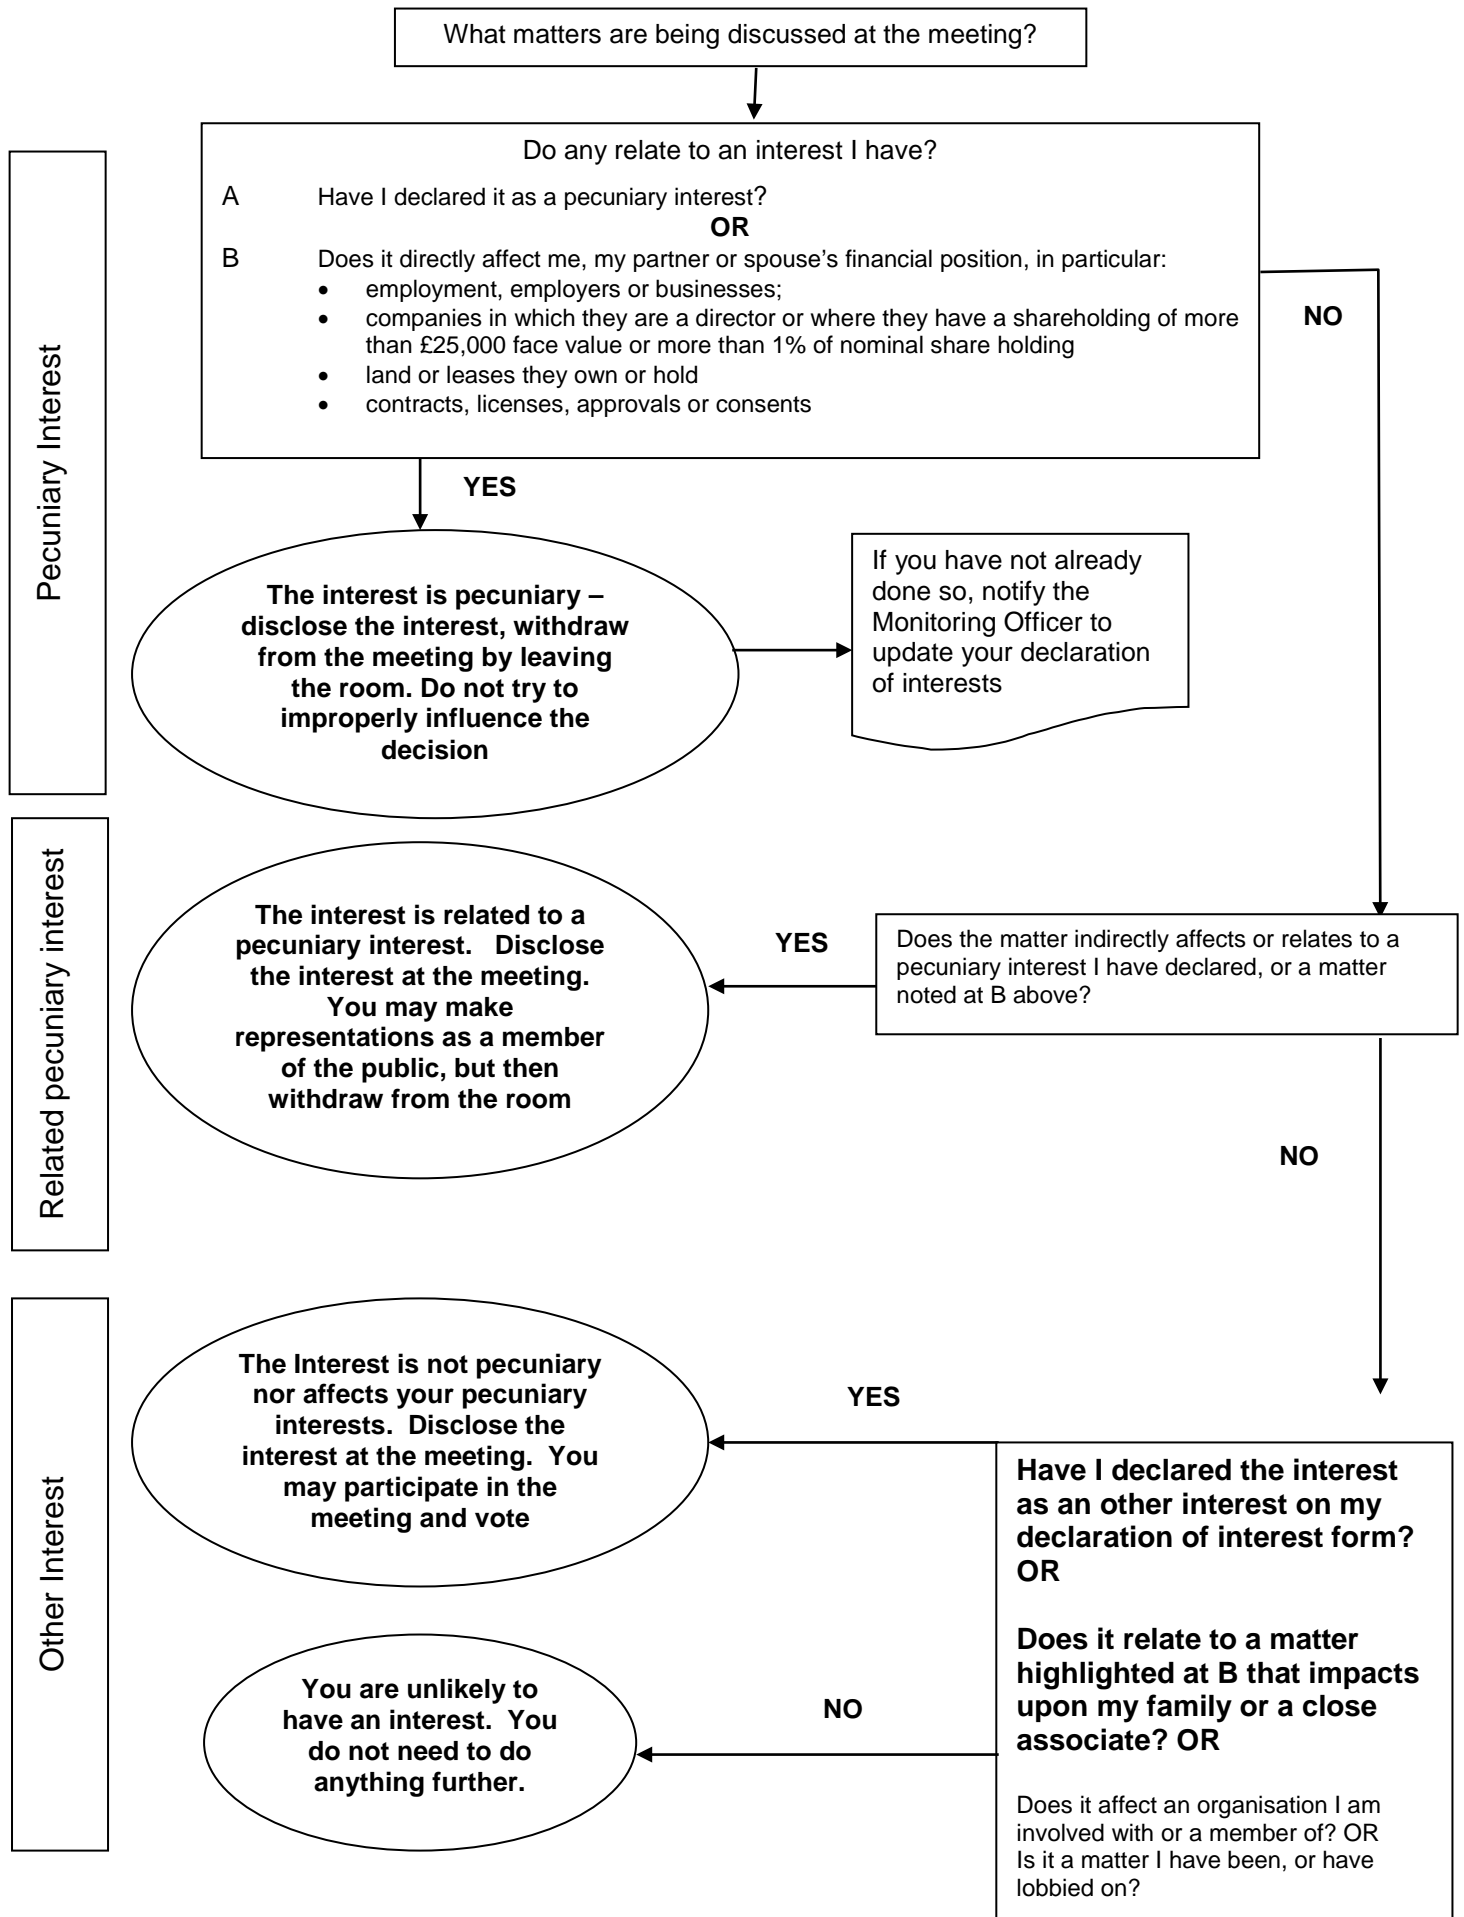 What matters are being discussed at the meeting?
Pecuniary Interest
Do any relate to an interest I have?
A Have I declared it as a pecuniary interest?
OR
B Does it directly affect me, my partner or spouse's financial position, in particular:
• employment, employers or businesses;
• companies in which they are a director or where they have a shareholding of more
than £25,000 face value or more than 1% of nominal share holding
• land or leases they own or hold
• contracts, licenses, approvals or consents
NO
YES
The interest is pecuniary –
disclose the interest, withdraw
from the meeting by leaving
the room. Do not try to
improperly influence the
decision
If you have not already
done so, notify the
Monitoring Officer to
update your declaration
of interests
Related pecuniary interest
The interest is related to a
pecuniary interest. Disclose
the interest at the meeting.
You may make
representations as a member
of the public, but then
withdraw from the room
YES
Does the matter indirectly affects or relates to a
pecuniary interest I have declared, or a matter
noted at B above?
NO
Other Interest
The Interest is not pecuniary
nor affects your pecuniary
interests. Disclose the
interest at the meeting. You
may participate in the
meeting and vote
YES
Have I declared the interest
as an other interest on my
declaration of interest form?
OR
Does it relate to a matter
highlighted at B that impacts
upon my family or a close
associate? OR
Does it affect an organisation I am
involved with or a member of? OR
Is it a matter I have been, or have
lobbied on?
NO
You are unlikely to
have an interest. You
do not need to do
anything further.